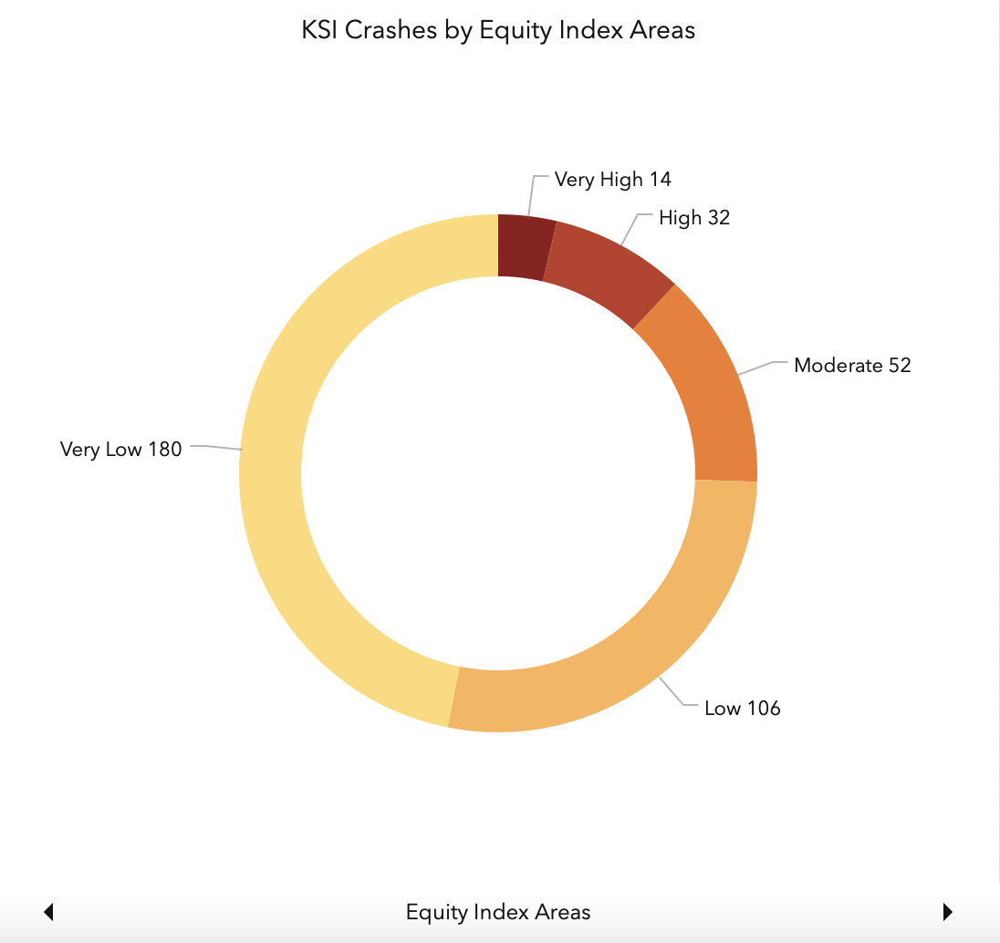 KSI Crashes by Equity Index Areas
Very High 14
High 32
Moderate 52
Very Low 180
Low 106
Equity Index Areas